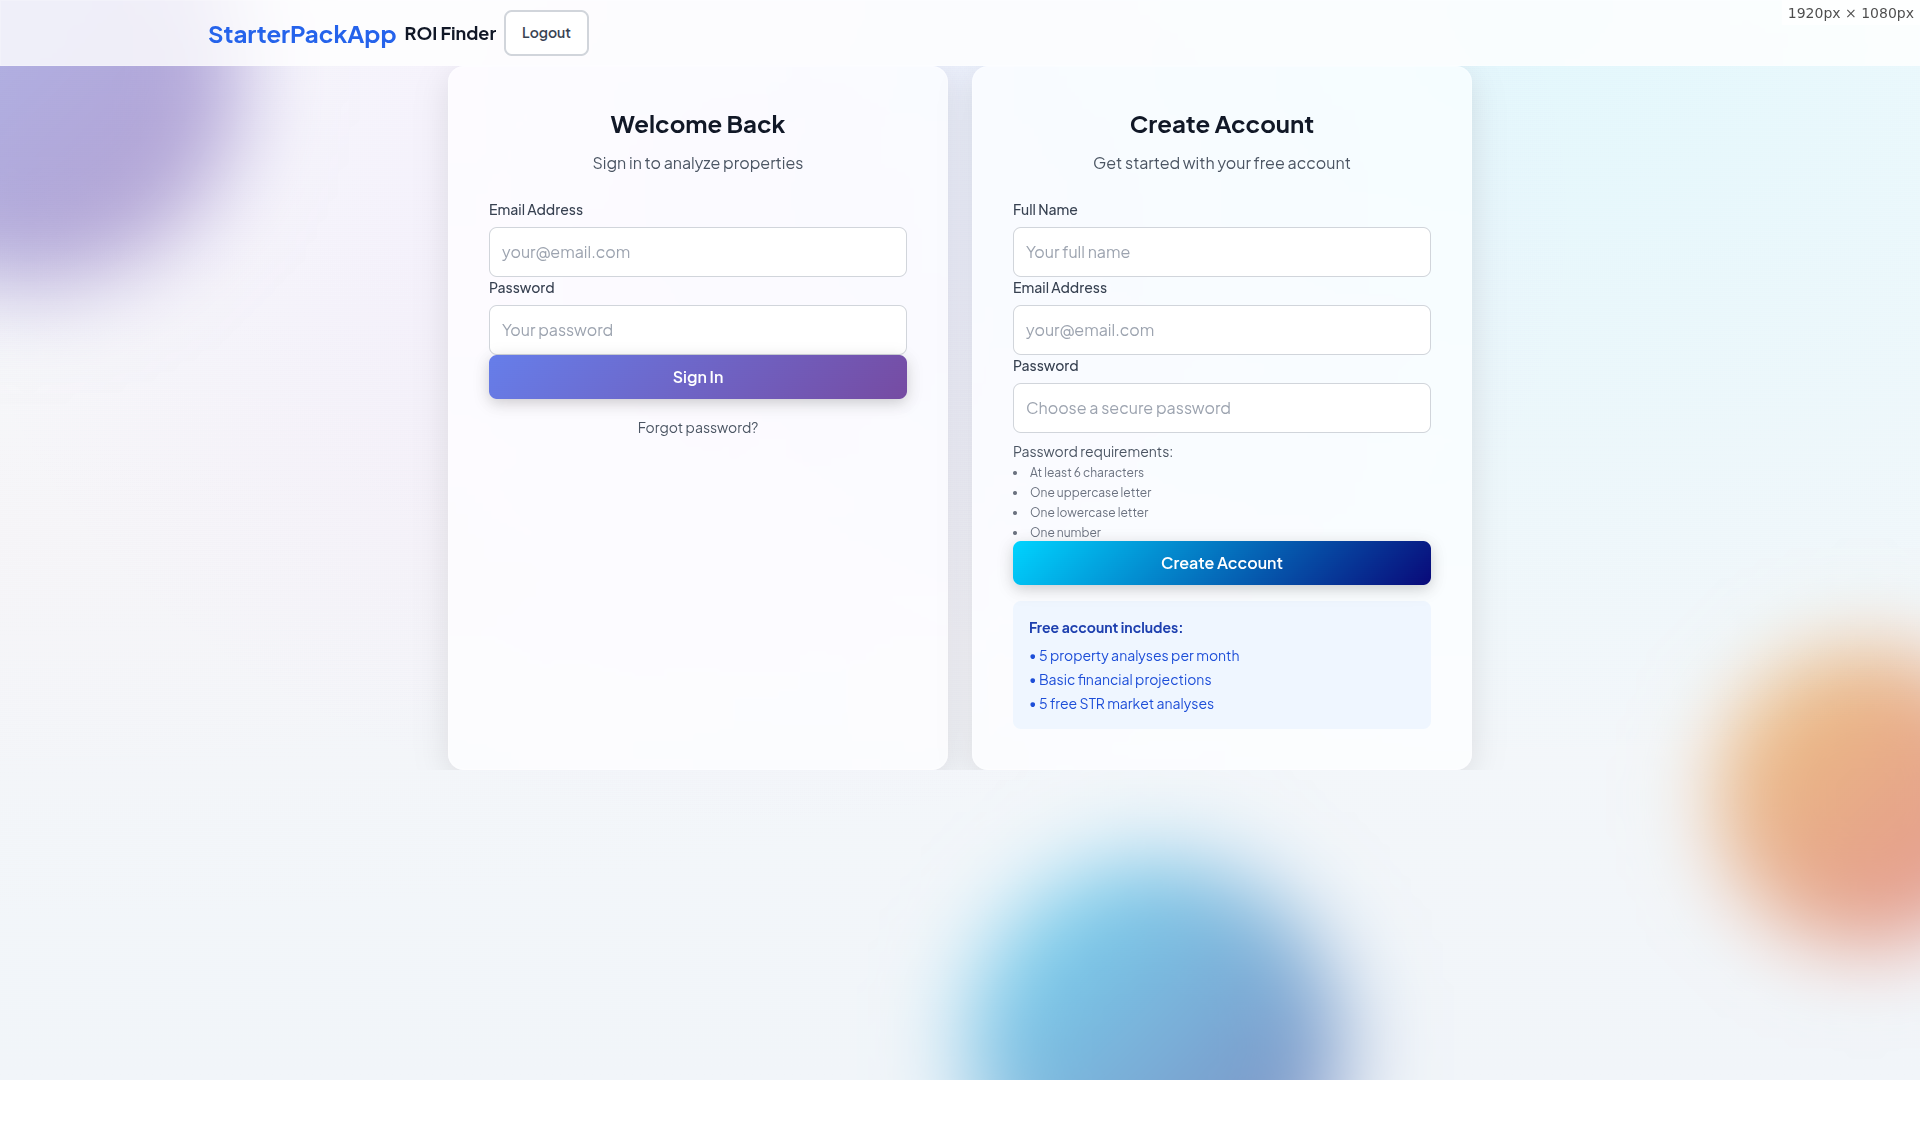 1920px × 1080px
StarterPackApp ROI Finder Logout
Welcome Back
Sign in to analyze properties
Email Address
your@email.com
Password
Your password
Sign In
Forgot password?
Create Account
Get started with your free account
Full Name
Your full name
Email Address
your@email.com
Password
Choose a secure password
Password requirements:
• At least 6 characters
• One uppercase letter
• One lowercase letter
• One number
Create Account
Free account includes:
• 5 property analyses per month
• Basic financial projections
• 5 free STR market analyses